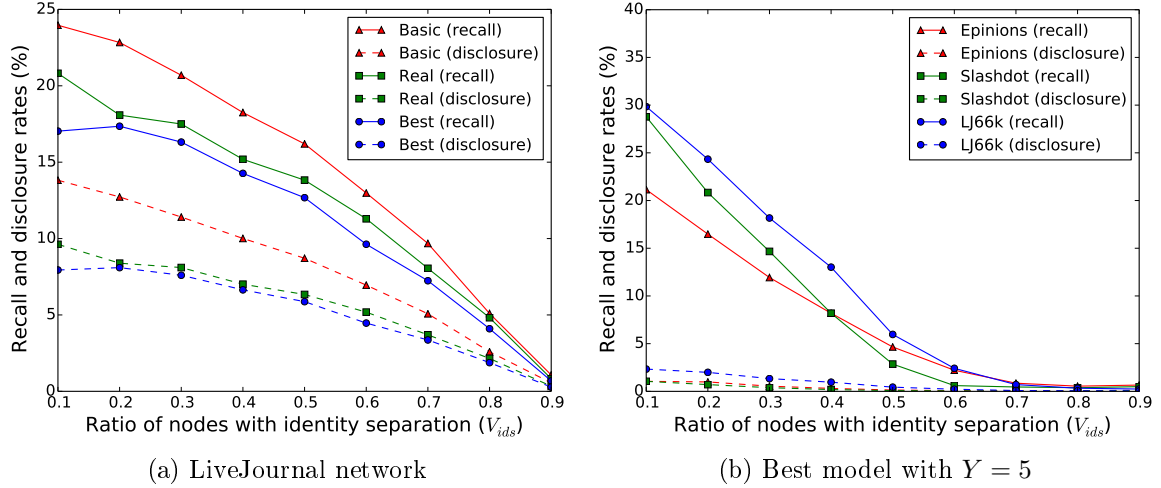 25
20
15
10
5
0
0.1 0.2 0.3 0.4 0.5 0.6 0.7 0.8 0.9
Recall and disclosure rates (%)
Ratio of nodes with identity separation (V_ids)
Basic (recall)
Basic (disclosure)
Real (recall)
Real (disclosure)
Best (recall)
Best (disclosure)
(a) LiveJournal network
40
35
30
25
20
15
10
5
0
0.1 0.2 0.3 0.4 0.5 0.6 0.7 0.8 0.9
Recall and disclosure rates (%)
Ratio of nodes with identity separation (V_ids)
Epinions (recall)
Epinions (disclosure)
Slashdot (recall)
Slashdot (disclosure)
LJ66k (recall)
LJ66k (disclosure)
(b) Best model with Y = 5